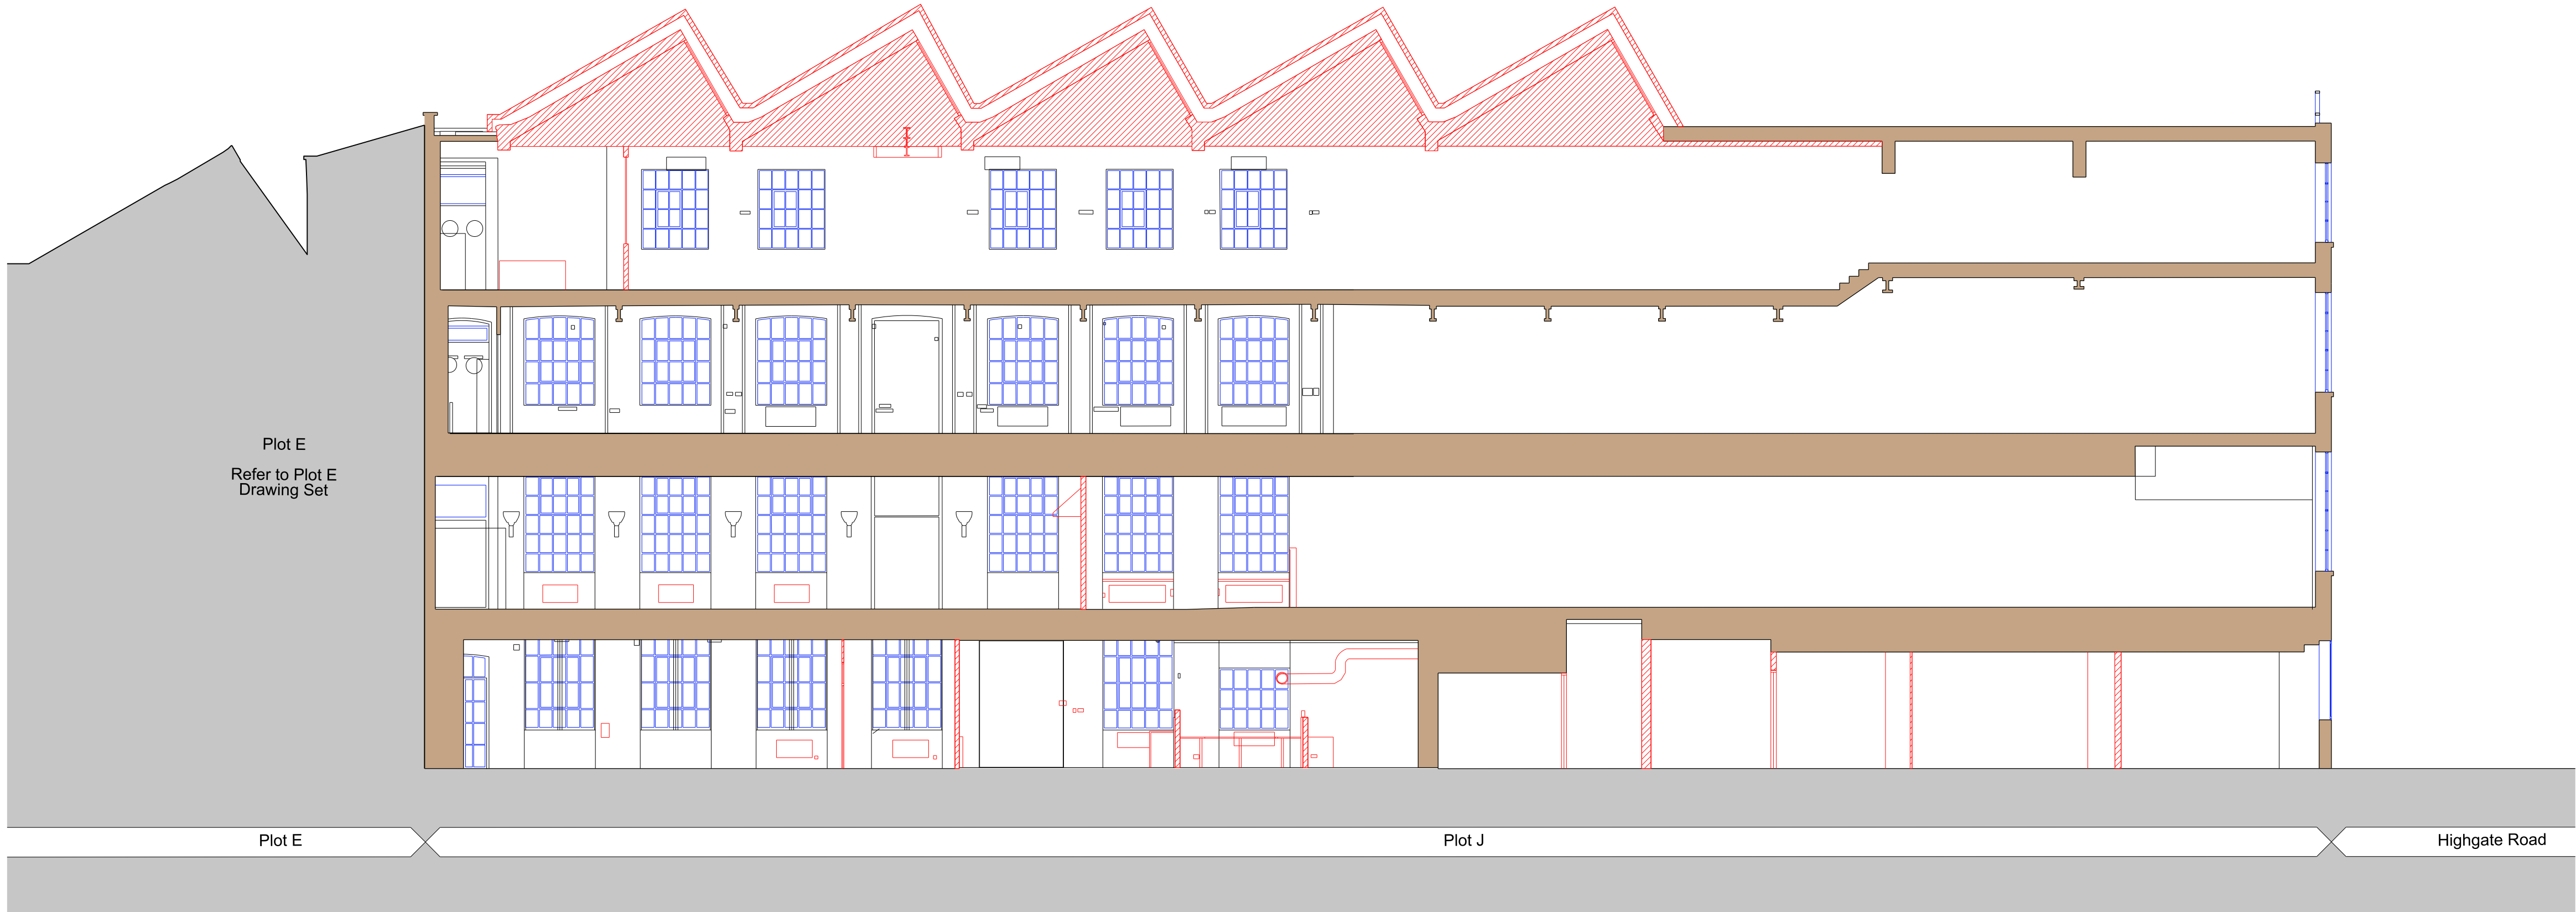 Plot E
Refer to Plot E
Drawing Set
Plot E
Plot J
Highgate Road